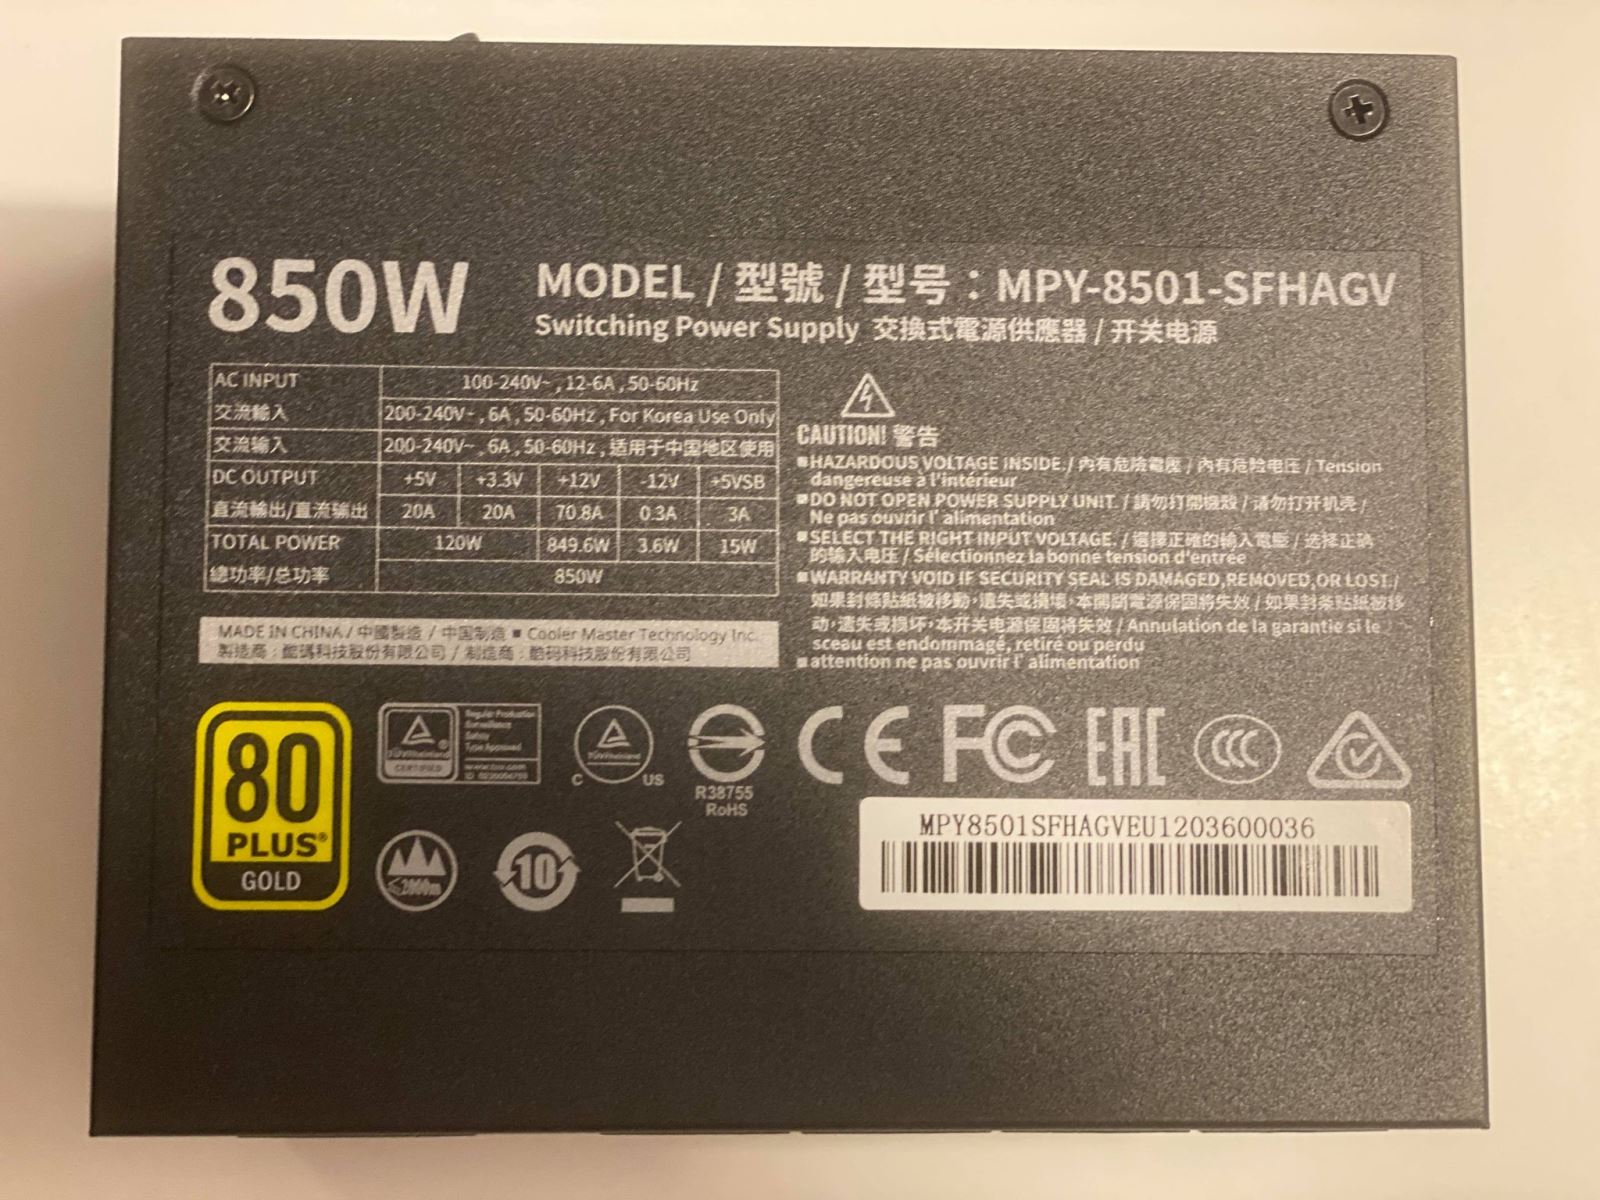 850W
MODEL / 型號 / 型号：MPY-8501-SFHAGV
Switching Power Supply 交換式電源供應器 / 开关电源
AC INPUT 100-240V~ , 12-6A , 50-60Hz
交流輸入 200-240V~ , 6A , 50-60Hz , For Korea Use Only
交流输入 200-240V~ , 6A , 50-60Hz , 适用于中国地区使用
DC OUTPUT +5V +3.3V +12V -12V +5VSB
直流輸出/直流输出 20A 20A 70.8A 0.3A 3A
TOTAL POWER 120W 849.6W 3.6W 15W
總功率/总功率 850W
MADE IN CHINA / 中國製造 / 中国制造 ■ Cooler Master Technology Inc.
製造商：酷碼科技股份有限公司 / 制造商：酷码科技股份有限公司
CAUTION! 警告
■HAZARDOUS VOLTAGE INSIDE. / 內有危險電壓 / 内有危险电压 / Tension
dangereuse à l'intérieur
■DO NOT OPEN POWER SUPPLY UNIT. / 請勿打開機殼 / 请勿打开机壳 /
Ne pas ouvrir l' alimentation
■SELECT THE RIGHT INPUT VOLTAGE. / 選擇正確的輸入電壓 / 选择正确
的输入电压 / Sélectionnez la bonne tension d'entrée
■WARRANTY VOID IF SECURITY SEAL IS DAMAGED,REMOVED,OR LOST./
如果封條貼紙被移動，遺失或損壞，本開關電源保固將失效 / 如果封条贴纸被移
动，遗失或损坏，本开关电源保固将失效 / Annulation de la garantie si le
sceau est endommagé, retiré ou perdu
■attention ne pas ouvrir l' alimentation
80
PLUS®
GOLD
TÜVRheinland
CERTIFIED
Regular Production
Surveillance
Safety
Type Approved
www.tuv.com
TÜVRheinland
C US
R38755
RoHS
CE FC EAC CCC
≤2000m
10
MPY8501SFHAGVEU1203600036